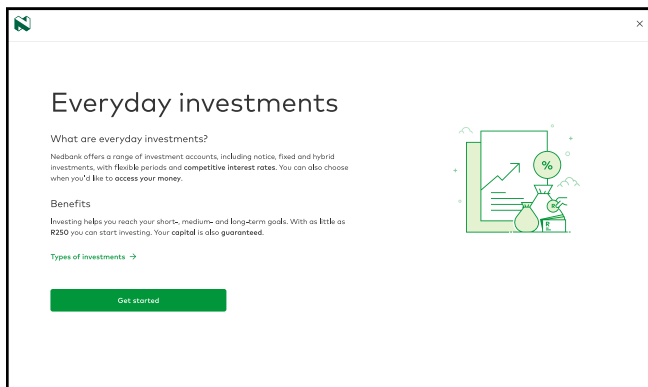 Everyday investments
What are everyday investments?
Nedbank offers a range of investment accounts, including notice, fixed and hybrid
investments, with flexible periods and competitive interest rates. You can also choose
when you'd like to access your money.
Benefits
Investing helps you reach your short-, medium- and long-term goals. With as little as
R250 you can start investing. Your capital is also guaranteed.
Types of investments →
Get started
%
R
R